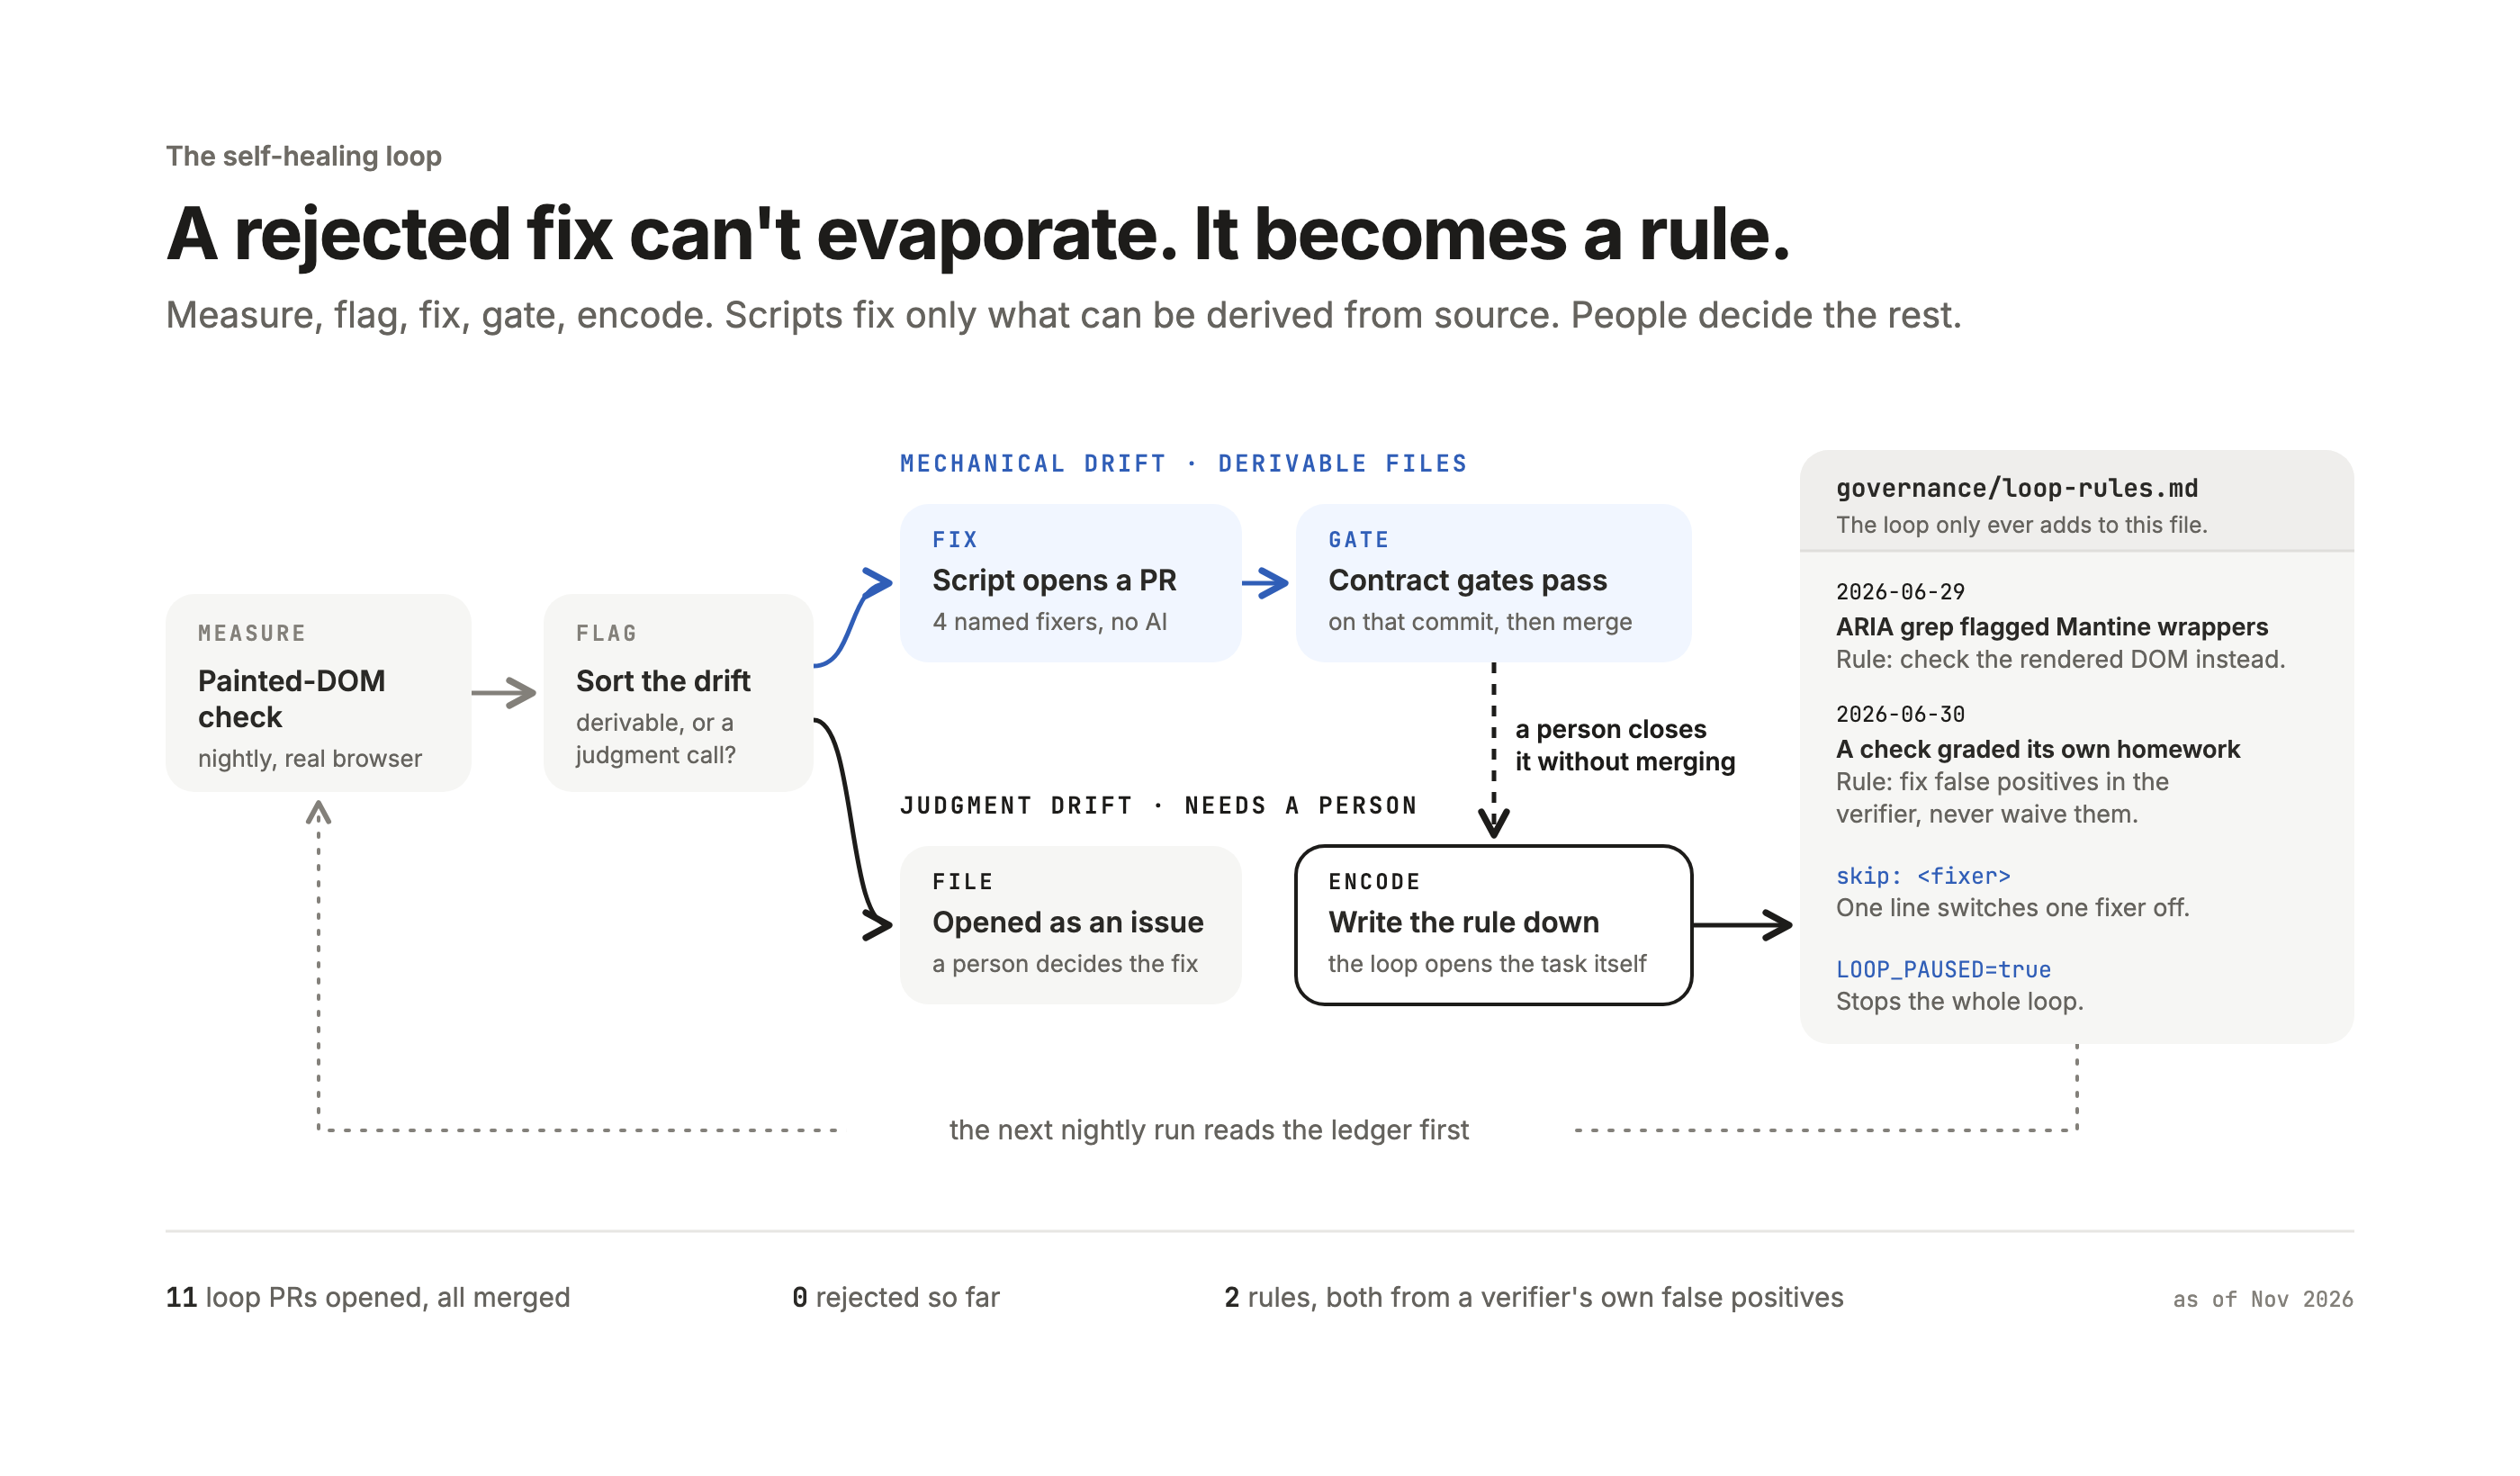 The self-healing loop
A rejected fix can't evaporate. It becomes a rule.
Measure, flag, fix, gate, encode. Scripts fix only what can be derived from source. People decide the rest.
MEASURE
Painted-DOM
check
nightly, real browser
FLAG
Sort the drift
derivable, or a
judgment call?
MECHANICAL DRIFT · DERIVABLE FILES
FIX
Script opens a PR
4 named fixers, no AI
GATE
Contract gates pass
on that commit, then merge
a person closes
it without merging
JUDGMENT DRIFT · NEEDS A PERSON
FILE
Opened as an issue
a person decides the fix
ENCODE
Write the rule down
the loop opens the task itself
governance/loop-rules.md
The loop only ever adds to this file.
2026-06-29
ARIA grep flagged Mantine wrappers
Rule: check the rendered DOM instead.
2026-06-30
A check graded its own homework
Rule: fix false positives in the
verifier, never waive them.
skip: <fixer>
One line switches one fixer off.
LOOP_PAUSED=true
Stops the whole loop.
the next nightly run reads the ledger first
11 loop PRs opened, all merged
0 rejected so far
2 rules, both from a verifier's own false positives
as of Nov 2026